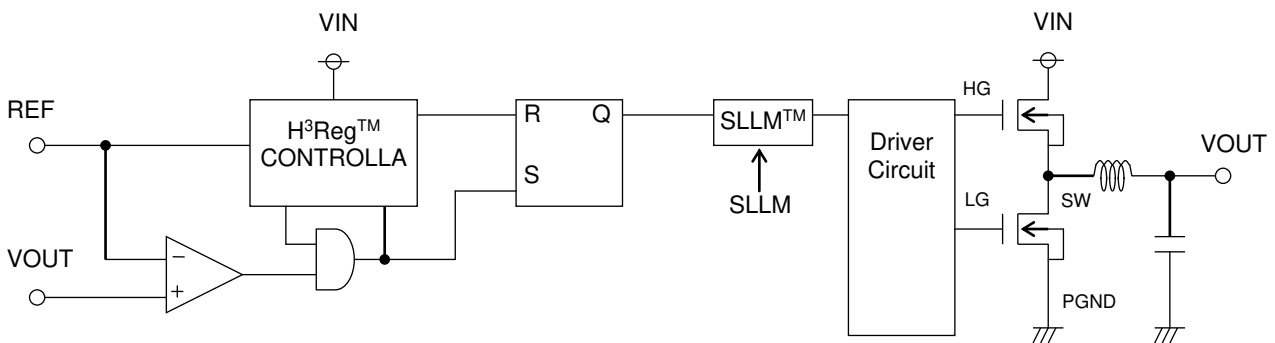 VIN
REF
H³Reg™
CONTROLLA
R
Q
S
SLLM™
SLLM
Driver
Circuit
VIN
HG
VOUT
LG
SW
VOUT
−
+
PGND